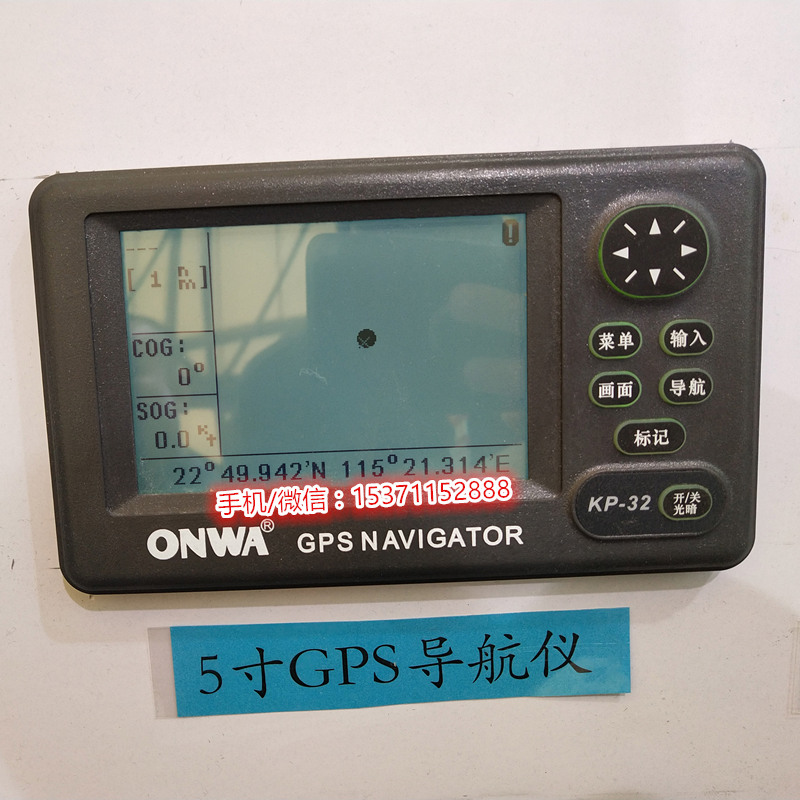 ---
[ 1 nm]
COG:
0°
SOG:
0.0 Kt
22°49.942'N 115°21.314'E
手机/微信：15371152888
ONWA® GPS NAVIGATOR
菜单 输入
画面 导航
标记
KP-32 开/关 光暗
5寸GPS导航仪